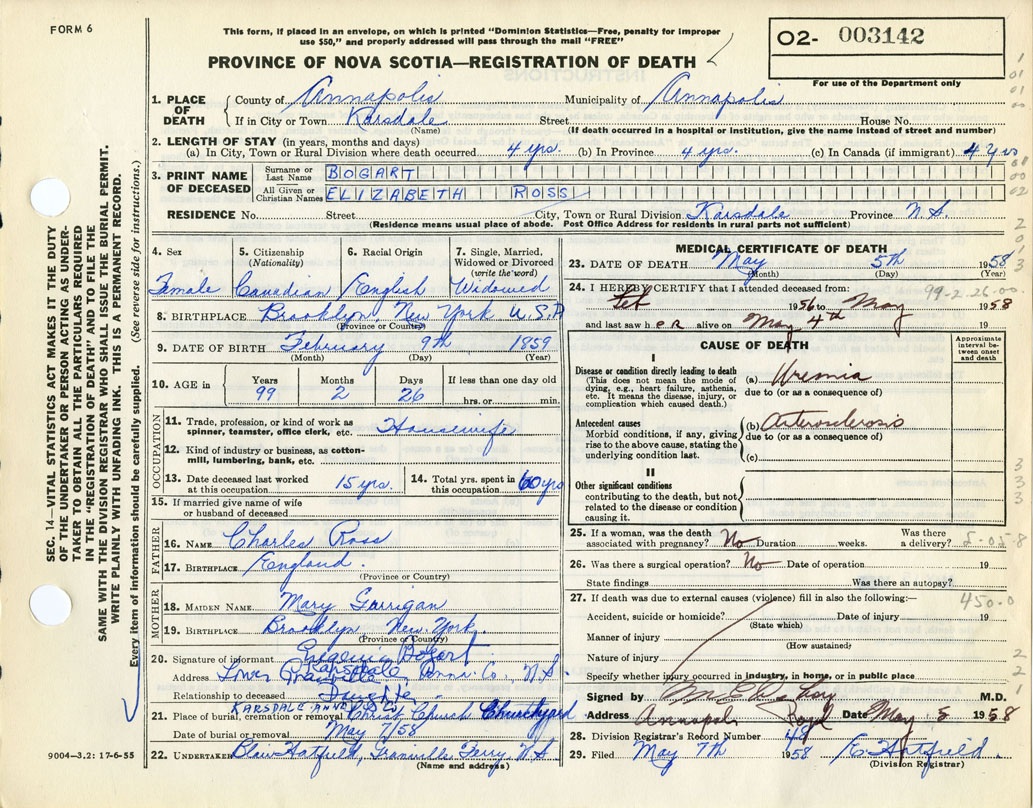 FORM 6
This form, if placed in an envelope, on which is printed "Dominion Statistics—Free, penalty for improper
use $50," and properly addressed will pass through the mail "FREE"
02- 003142
For use of the Department only
PROVINCE OF NOVA SCOTIA—REGISTRATION OF DEATH
1. PLACE OF DEATH County of Annapolis Municipality of Annapolis
If in City or Town Karsdale Street House No.
(Name) (If death occurred in a hospital or institution, give the name instead of street and number)
2. LENGTH OF STAY (in years, months and days)
(a) In City, Town or Rural Division where death occurred 4 yrs. (b) In Province 4 yrs. (c) In Canada (if immigrant) 4 yrs
3. PRINT NAME OF DECEASED Surname or Last Name BOGART
All Given or Christian Names ELIZABETH ROSS
RESIDENCE No. Street City, Town or Rural Division Karsdale Province N.S.
(Residence means usual place of abode. Post Office Address for residents in rural parts not sufficient)
4. Sex 5. Citizenship (Nationality) 6. Racial Origin 7. Single, Married, Widowed or Divorced (write the word)
Female Canadian English Widowed
8. BIRTHPLACE Brooklyn New York U.S.A
(Province or Country)
9. DATE OF BIRTH February 9th 1859
(Month) (Day) (Year)
10. AGE in Years Months Days If less than one day old
99 2 26 hrs. or min.
OCCUPATION
11. Trade, profession, or kind of work as spinner, teamster, office clerk, etc. Housewife
12. Kind of industry or business, as cotton-mill, lumbering, bank, etc.
13. Date deceased last worked at this occupation 15 yrs. 14. Total yrs. spent in this occupation 60 yrs
15. If married give name of wife or husband of deceased
FATHER
16. NAME Charles Ross
17. BIRTHPLACE England.
(Province or Country)
MOTHER
18. MAIDEN NAME Mary Garrigan
19. BIRTHPLACE Brooklyn New York.
(Province or Country)
20. Signature of informant Eugenia Bogart
Karsdale
Address Lower Granville, Anna. Co., N.S.
Relationship to deceased
KARSDALE ANNA
21. Place of burial, cremation or removal Christ Church Churchyard
Date of burial or removal May 7/58
22. UNDERTAKER Blair Hatfield, Granville Ferry, N.S
(Name and address)
9004—3.2: 17-6-55
MEDICAL CERTIFICATE OF DEATH
23. DATE OF DEATH May 5th 1958
(Month) (Day) (Year)
24. I HEREBY CERTIFY that I attended deceased from: 99-2-26-00.
Feb 1956 to May 1958
and last saw her alive on May 4th 19
CAUSE OF DEATH
Approximate interval between onset and death
I
Disease or condition directly leading to death (a) Uremia
(This does not mean the mode of dying, e.g., heart failure, asthenia, etc. It means the disease, injury, or complication which caused death.)
due to (or as a consequence of)
Antecedent causes (b) Arterosclerosis
Morbid conditions, if any, giving rise to the above cause, stating the underlying condition last.
due to (or as a consequence of)
(c)
II
Other significant conditions
contributing to the death, but not related to the disease or condition causing it.
25. If a woman, was the death associated with pregnancy? No Duration weeks. Was there a delivery?
26. Was there a surgical operation? No Date of operation 19
State findings Was there an autopsy?
27. If death was due to external causes (violence) fill in also the following:— 450.0
Accident, suicide or homicide? Date of injury 19
(State which)
Manner of injury
(How sustained)
Nature of injury
Specify whether injury occurred in industry, in home, or in public place
Signed by M.D.
Address Annapolis Royal Date May 8 1958
28. Division Registrar's Record Number 48
29. Filed May 7th 1958 E Hatfield
(Division Registrar)
SEC. 14—VITAL STATISTICS ACT MAKES IT THE DUTY
OF THE UNDERTAKER OR PERSON ACTING AS UNDER-
TAKER TO OBTAIN ALL THE PARTICULARS REQUIRED
IN THE "REGISTRATION OF DEATH" AND TO FILE THE
SAME WITH THE DIVISION REGISTRAR WHO SHALL ISSUE THE BURIAL PERMIT.
WRITE PLAINLY WITH UNFADING INK. THIS IS A PERMANENT RECORD.
Every item of information should be carefully supplied. (See reverse side for instructions.)